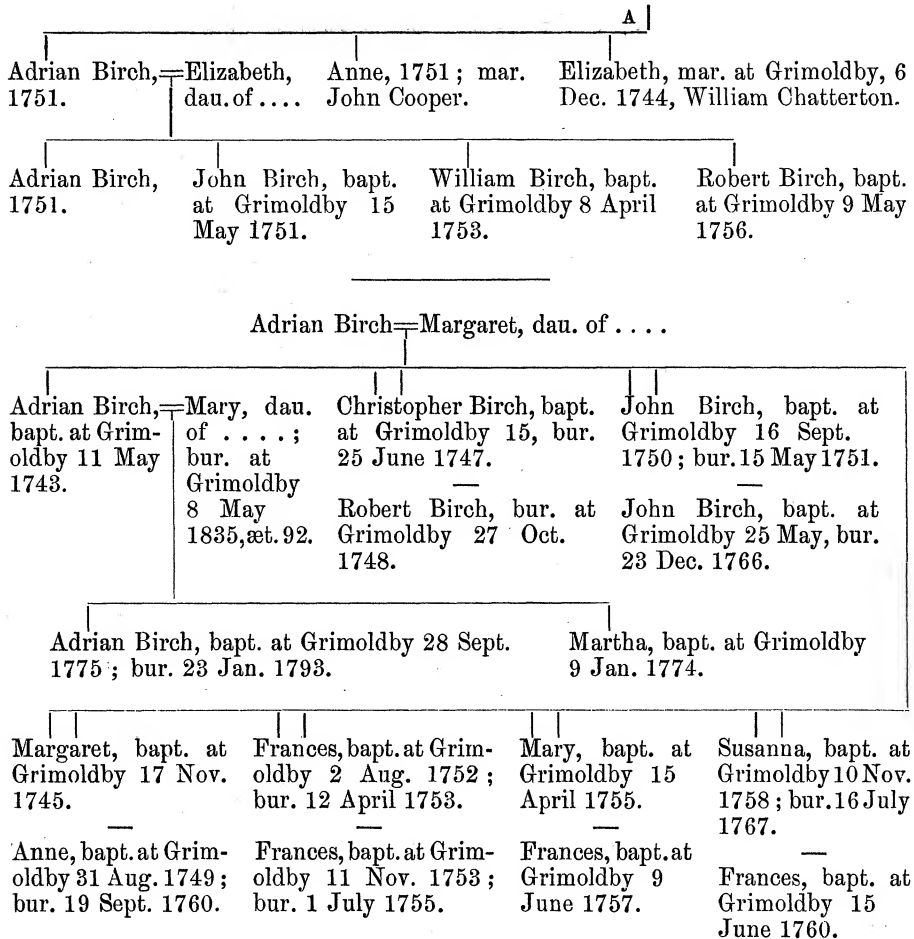 A
Adrian Birch,=Elizabeth,
1751. dau. of ....
Anne, 1751; mar.
John Cooper.
Elizabeth, mar. at Grimoldby, 6
Dec. 1744, William Chatterton.
Adrian Birch,
1751.
John Birch, bapt.
at Grimoldby 15
May 1751.
William Birch, bapt.
at Grimoldby 8 April
1753.
Robert Birch, bapt.
at Grimoldby 9 May
1756.
Adrian Birch=Margaret, dau. of ....
Adrian Birch,=
bapt. at Grim-
oldby 11 May
1743.
Mary, dau.
of ....;
bur. at
Grimoldby
8 May
1835, æt. 92.
Christopher Birch, bapt.
at Grimoldby 15, bur.
25 June 1747.
—
Robert Birch, bur. at
Grimoldby 27 Oct.
1748.
John Birch, bapt. at
Grimoldby 16 Sept.
1750; bur. 15 May 1751.
—
John Birch, bapt. at
Grimoldby 25 May, bur.
23 Dec. 1766.
Adrian Birch, bapt. at Grimoldby 28 Sept.
1775; bur. 23 Jan. 1793.
Martha, bapt. at Grimoldby
9 Jan. 1774.
Margaret, bapt. at
Grimoldby 17 Nov.
1745.
—
Anne, bapt. at Grim-
oldby 31 Aug. 1749;
bur. 19 Sept. 1760.
Frances, bapt. at Grim-
oldby 2 Aug. 1752;
bur. 12 April 1753.
—
Frances, bapt. at Grim-
oldby 11 Nov. 1753;
bur. 1 July 1755.
Mary, bapt. at
Grimoldby 15
April 1755.
—
Frances, bapt. at
Grimoldby 9
June 1757.
Susanna, bapt. at
Grimoldby 10 Nov.
1758; bur. 16 July
1767.
—
Frances, bapt. at
Grimoldby 15
June 1760.